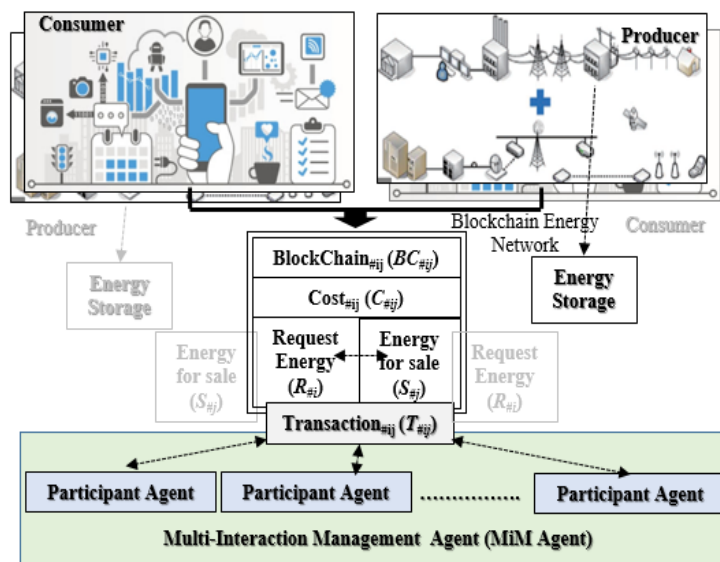 Consumer
Producer
Producer
Blockchain Energy
Network
Consumer
Energy
Storage
Energy
Storage
BlockChain#ij (BC#ij)
Cost#ij (C#ij)
Energy
for sale
(S#j)
Request
Energy
(R#i)
Energy
for sale
(S#j)
Request
Energy
(R#i)
Transaction#ij (T#ij)
Participant Agent
Participant Agent
................
Participant Agent
Multi-Interaction Management Agent (MiM Agent)